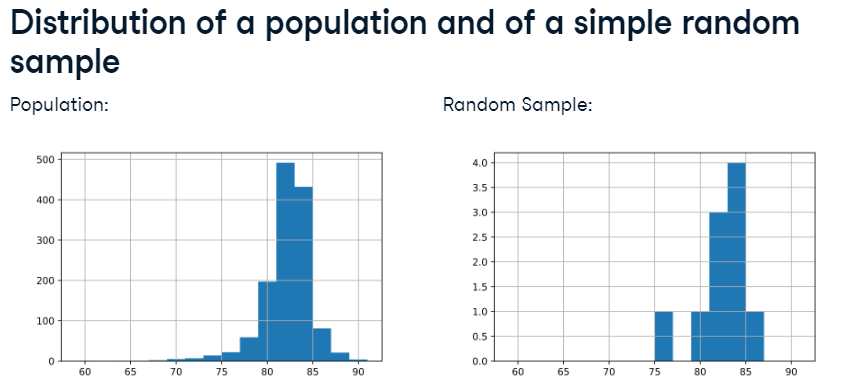 Distribution of a population and of a simple random
sample
Population:
Random Sample:
500
400
300
200
100
0
60 65 70 75 80 85 90
4.0
3.5
3.0
2.5
2.0
1.5
1.0
0.5
0.0
60 65 70 75 80 85 90